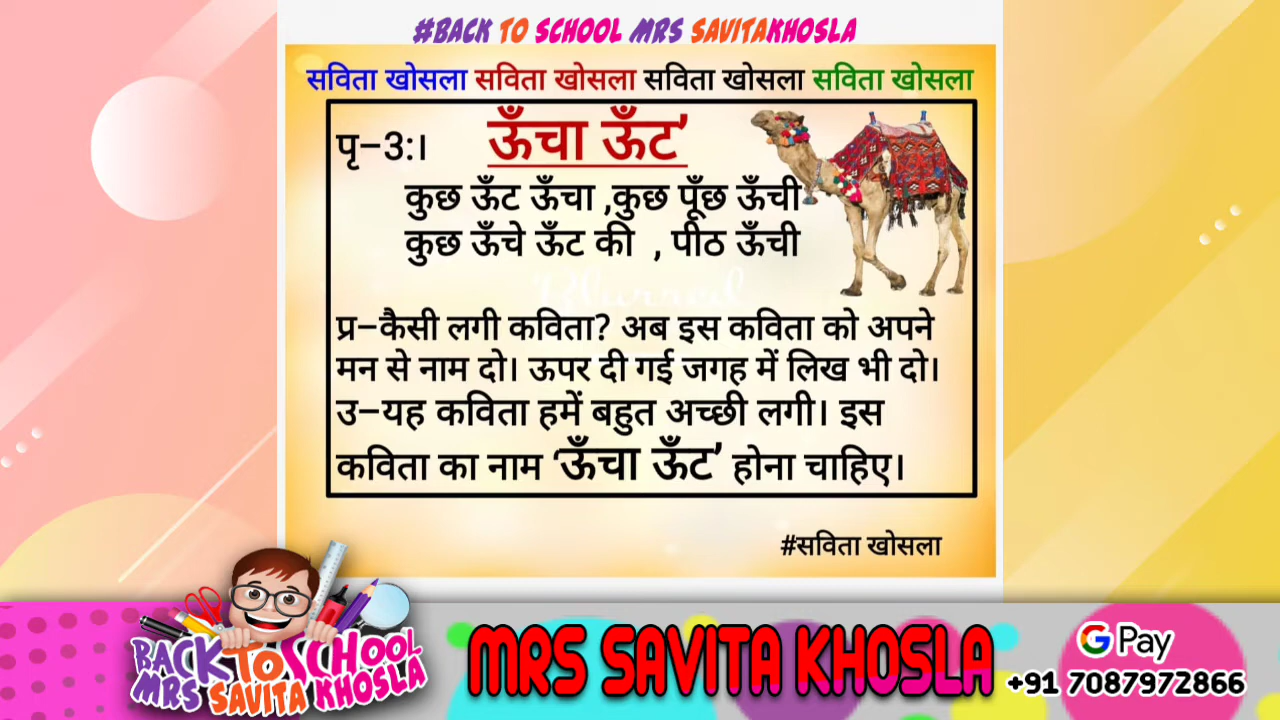 #BACK TO SCHOOL MRS SAVITAKHOSLA
सविता खोसला सविता खोसला सविता खोसला सविता खोसला
पृ–3:। ऊँचा ऊँट’
कुछ ऊँट ऊँचा ,कुछ पूँछ ऊँची
कुछ ऊँचे ऊँट की , पीठ ऊँची
प्र–कैसी लगी कविता? अब इस कविता को अपने
मन से नाम दो। ऊपर दी गई जगह में लिख भी दो।
उ–यह कविता हमें बहुत अच्छी लगी। इस
कविता का नाम ‘ऊँचा ऊँट’ होना चाहिए।
#सविता खोसला
BACK TO SCHOOL
MRS SAVITA KHOSLA
MRS SAVITA KHOSLA
G Pay
+91 7087972866